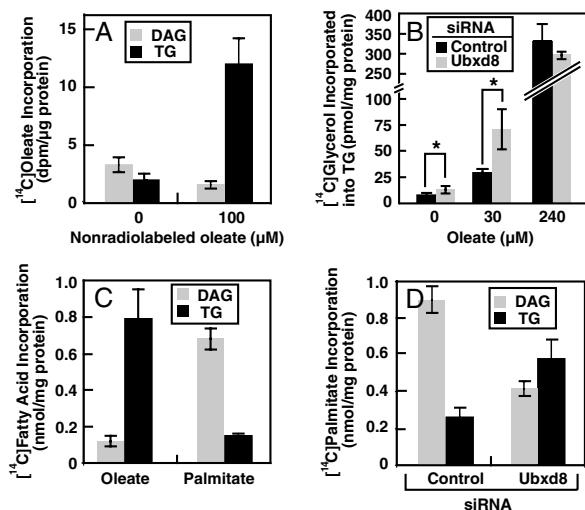 A
DAG
TG
[14C]Oleate Incorporation
(dpm/µg protein)
15
10
5
0
0
100
Nonradiolabeled oleate (µM)
B
siRNA
Control
Ubxd8
[14C]Glycerol Incorporated
into TG (pmol/mg protein)
400
350
300
250
100
75
50
25
0
*
*
0
30
240
Oleate (µM)
C
DAG
TG
[14C]Fatty Acid Incorporation
(nmol/mg protein)
1.0
0.8
0.6
0.4
0.2
0
Oleate
Palmitate
D
DAG
TG
[14C]Palmitate Incorporation
(nmol/mg protein)
1.0
0.8
0.6
0.4
0.2
0
Control
Ubxd8
siRNA